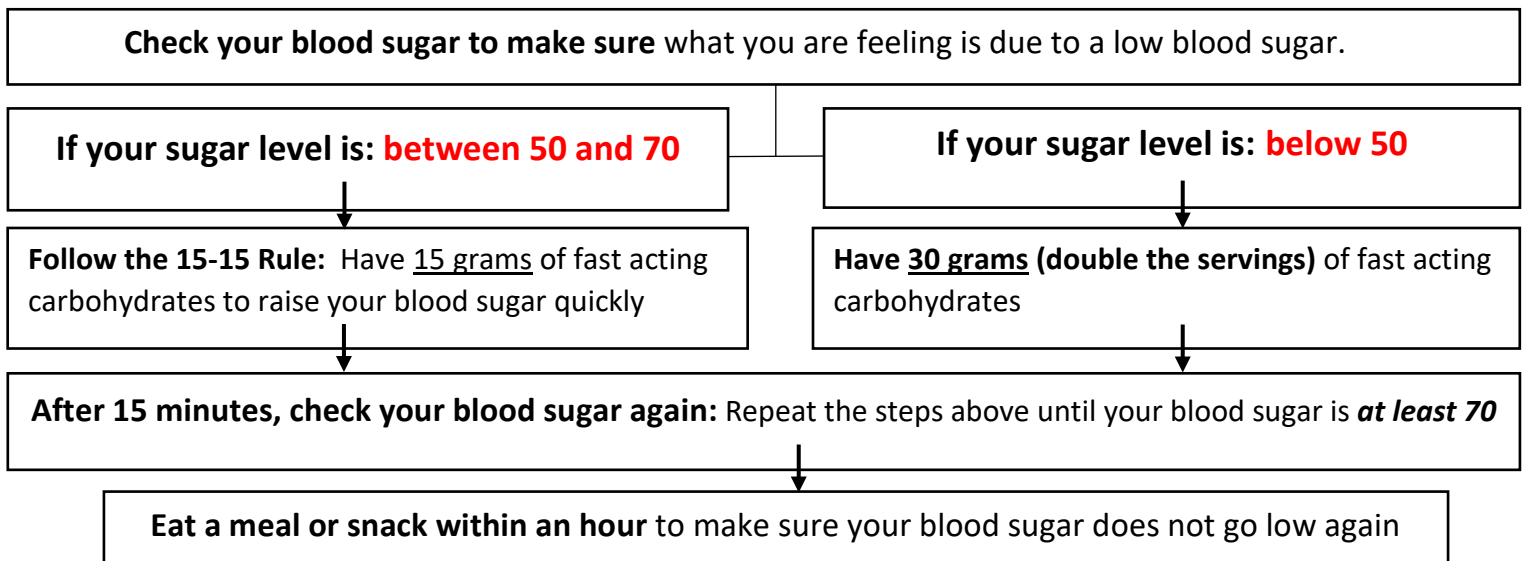 Check your blood sugar to make sure what you are feeling is due to a low blood sugar.
If your sugar level is: between 50 and 70
If your sugar level is: below 50
Follow the 15-15 Rule: Have 15 grams of fast acting
carbohydrates to raise your blood sugar quickly
Have 30 grams (double the servings) of fast acting
carbohydrates
After 15 minutes, check your blood sugar again: Repeat the steps above until your blood sugar is at least 70
Eat a meal or snack within an hour to make sure your blood sugar does not go low again